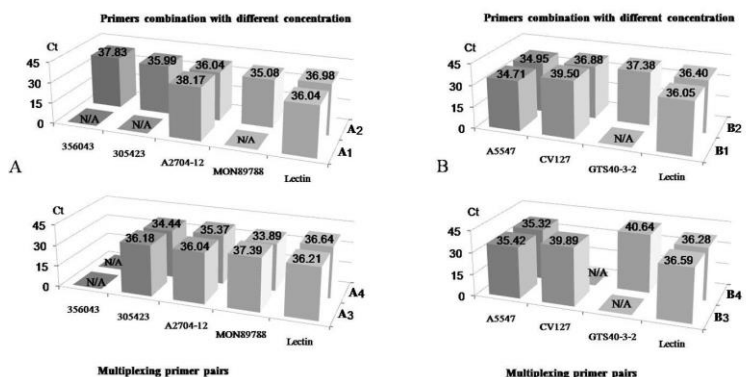 Primers combination with different concentration
Ct
45
30
15
0
37.83 35.99 36.04 35.08 36.98
N/A N/A 38.17 N/A 36.04
356043 305423 A2704-12 MON89788 Lectin
A2
A1
A
Ct
45
30
15
0
N/A 34.44 35.37 33.89 36.64
N/A 36.18 36.04 37.39 36.21
356043 305423 A2704-12 MON89788 Lectin
A4
A3
Multiplexing primer pairs
Primers combination with different concentration
Ct
45
30
15
0
34.95 36.88 37.38 36.40
34.71 39.50 N/A 36.05
A5547 CV127 GTS40-3-2 Lectin
B2
B1
B
Ct
45
30
15
0
35.32 N/A 40.64 36.28
35.42 39.89 N/A 36.59
A5547 CV127 GTS40-3-2 Lectin
B4
B3
Multiplexing primer pairs